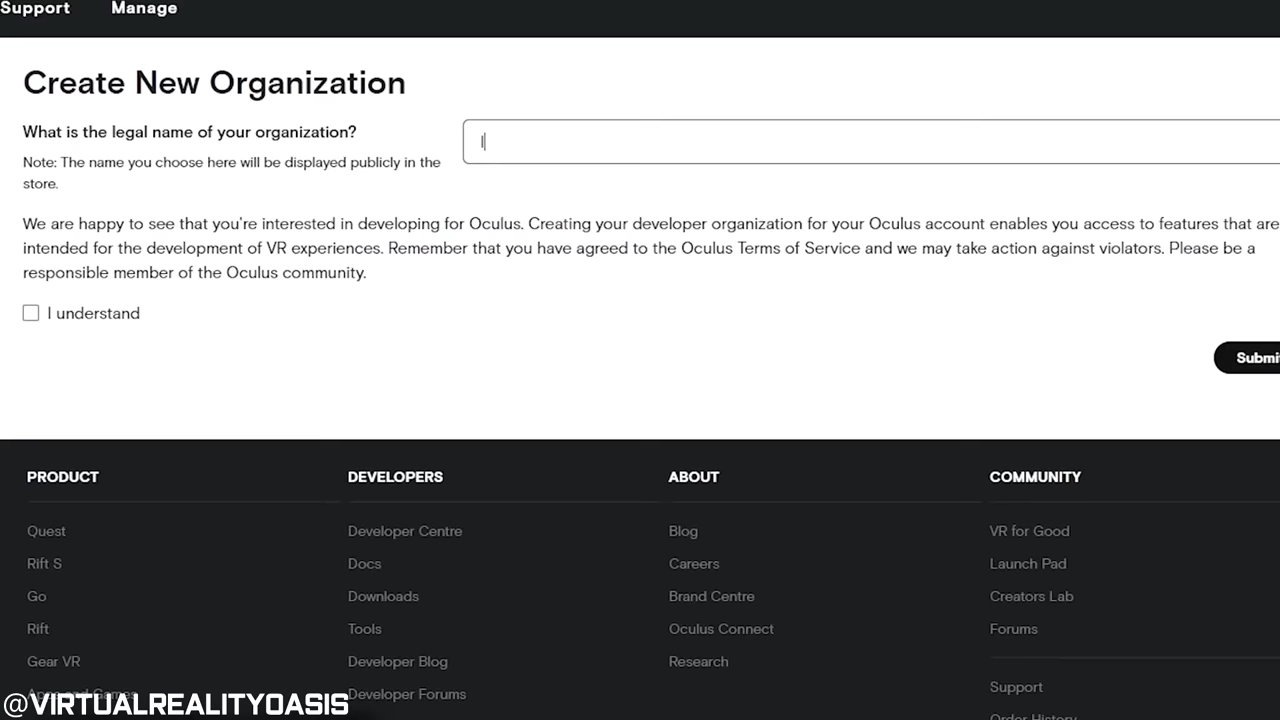 Support Manage
Create New Organization
What is the legal name of your organization?
Note: The name you choose here will be displayed publicly in the
store.
We are happy to see that you're interested in developing for Oculus. Creating your developer organization for your Oculus account enables you access to features that are
intended for the development of VR experiences. Remember that you have agreed to the Oculus Terms of Service and we may take action against violators. Please be a
responsible member of the Oculus community.
I understand
Submit
PRODUCT
Quest
Rift S
Go
Rift
Gear VR
Apps and Games
DEVELOPERS
Developer Centre
Docs
Downloads
Tools
Developer Blog
Developer Forums
ABOUT
Blog
Careers
Brand Centre
Oculus Connect
Research
COMMUNITY
VR for Good
Launch Pad
Creators Lab
Forums
Support
Order History
@VIRTUALREALITYOASIS